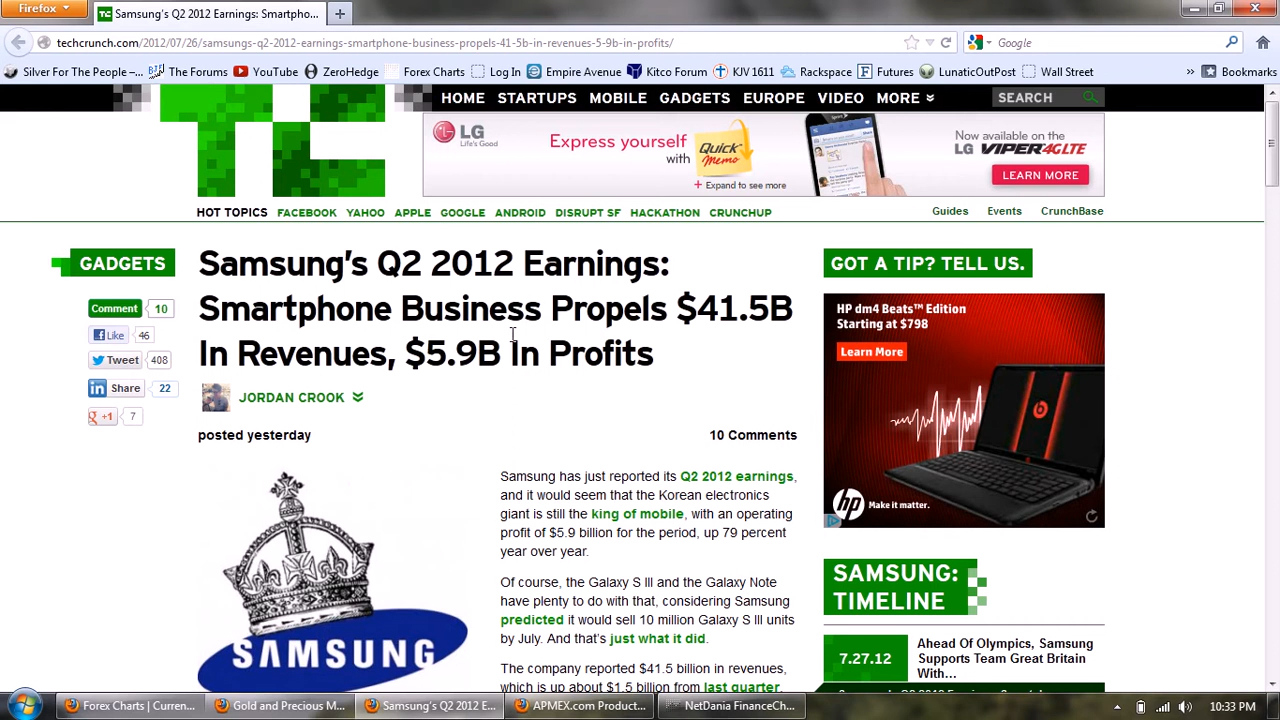 Firefox
Samsung's Q2 2012 Earnings: Smartpho...
techcrunch.com/2012/07/26/samsungs-q2-2012-earnings-smartphone-business-propels-41-5b-in-revenues-5-9b-in-profits/
Google
Silver For The People –... The Forums YouTube ZeroHedge Forex Charts Log In Empire Avenue Kitco Forum KJV 1611 Rackspace Futures LunaticOutPost Wall Street » Bookmarks
HOME STARTUPS MOBILE GADGETS EUROPE VIDEO MORE SEARCH
LG
Life's Good
Express yourself
with
Quick
Memo
+ Expand to see more
Now available on the
LG VIPER 4G LTE
LEARN MORE
HOT TOPICS FACEBOOK YAHOO APPLE GOOGLE ANDROID DISRUPT SF HACKATHON CRUNCHUP
Guides Events CrunchBase
GADGETS
Comment 10
Like 46
Tweet 408
in Share 22
g +1 7
Samsung's Q2 2012 Earnings:
Smartphone Business Propels $41.5B
In Revenues, $5.9B In Profits
JORDAN CROOK
posted yesterday
10 Comments
SAMSUNG
Samsung has just reported its Q2 2012 earnings,
and it would seem that the Korean electronics
giant is still the king of mobile, with an operating
profit of $5.9 billion for the period, up 79 percent
year over year.
Of course, the Galaxy S III and the Galaxy Note
have plenty to do with that, considering Samsung
predicted it would sell 10 million Galaxy S III units
by July. And that's just what it did.
The company reported $41.5 billion in revenues,
which is up about $1.5 billion from last quarter.
GOT A TIP? TELL US.
HP dm4 Beats™ Edition
Starting at $798
Learn More
hp Make it matter.
SAMSUNG:
TIMELINE
7.27.12
Ahead Of Olympics, Samsung
Supports Team Great Britain
With...
Forex Charts | Curren...
Gold and Precious M...
Samsung's Q2 2012 E...
APMEX.com Product...
NetDania FinanceCh...
10:33 PM